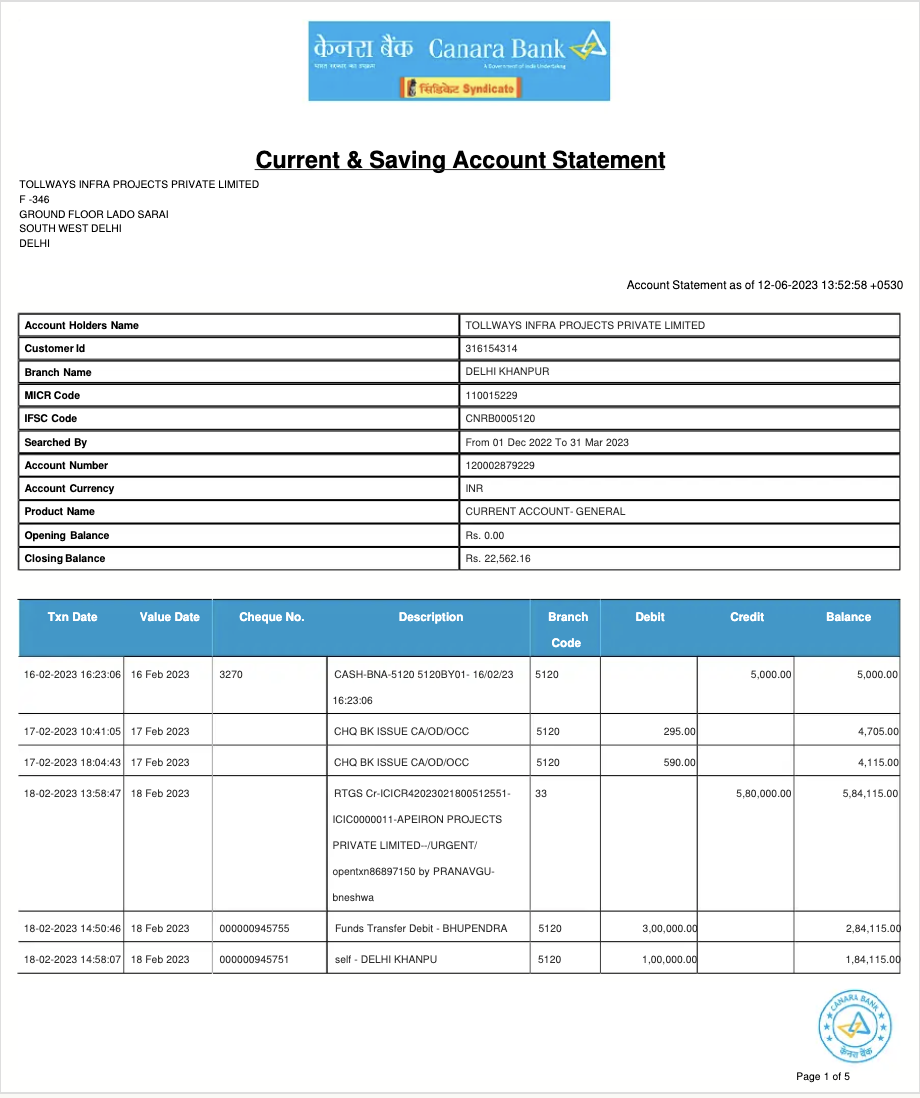 केनरा बैंक Canara Bank
भारत सरकार का उपक्रम A Government of India Undertaking
सिंडिकेट Syndicate
Current & Saving Account Statement
TOLLWAYS INFRA PROJECTS PRIVATE LIMITED
F -346
GROUND FLOOR LADO SARAI
SOUTH WEST DELHI
DELHI
Account Statement as of 12-06-2023 13:52:58 +0530
Account Holders Name TOLLWAYS INFRA PROJECTS PRIVATE LIMITED
Customer Id 316154314
Branch Name DELHI KHANPUR
MICR Code 110015229
IFSC Code CNRB0005120
Searched By From 01 Dec 2022 To 31 Mar 2023
Account Number 120002879229
Account Currency INR
Product Name CURRENT ACCOUNT- GENERAL
Opening Balance Rs. 0.00
Closing Balance Rs. 22,562.16
Txn Date Value Date Cheque No. Description Branch Debit Credit Balance
Code
16-02-2023 16:23:06 16 Feb 2023 3270 CASH-BNA-5120 5120BY01- 16/02/23 5120 5,000.00 5,000.00
16:23:06
17-02-2023 10:41:05 17 Feb 2023 CHQ BK ISSUE CA/OD/OCC 5120 295.00 4,705.00
17-02-2023 18:04:43 17 Feb 2023 CHQ BK ISSUE CA/OD/OCC 5120 590.00 4,115.00
18-02-2023 13:58:47 18 Feb 2023 RTGS Cr-ICICR42023021800512551- 33 5,80,000.00 5,84,115.00
ICIC0000011-APEIRON PROJECTS
PRIVATE LIMITED--/URGENT/
opentxn86897150 by PRANAVGU-
bneshwa
18-02-2023 14:50:46 18 Feb 2023 000000945755 Funds Transfer Debit - BHUPENDRA 5120 3,00,000.00 2,84,115.00
18-02-2023 14:58:07 18 Feb 2023 000000945751 self - DELHI KHANPU 5120 1,00,000.00 1,84,115.00
CANARA BANK
केनरा बैंक
Page 1 of 5